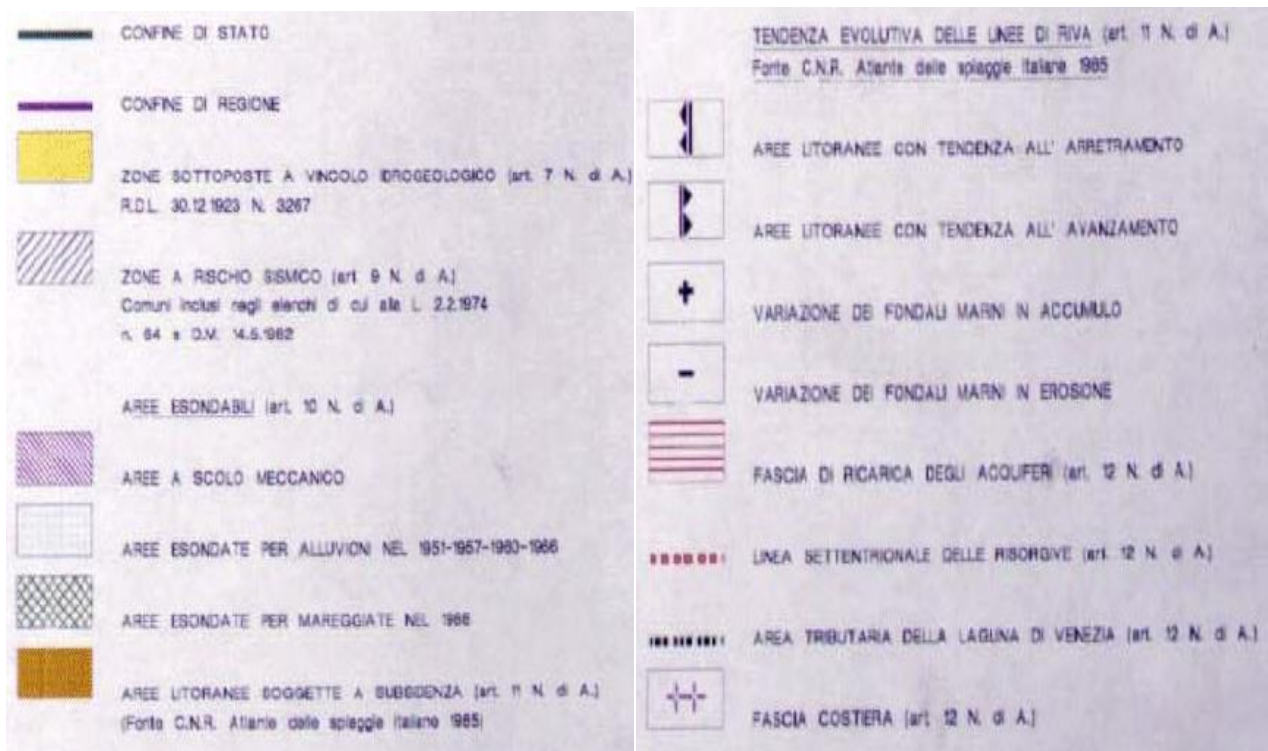 CONFINE DI STATO
CONFINE DI REGIONE
ZONE SOTTOPOSTE A VINCOLO IDROGEOLOGICO (art. 7 N. di A.)
R.D.L. 30.12.1923 N. 3267
ZONE A RISCHIO SISMICO (art. 9 N. di A.)
Comuni inclusi negli elenchi di cui alla L. 2.2.1974
n. 64 e D.M. 14.5.1982
AREE ESONDABILI (art. 10 N. di A.)
AREE A SCOLO MECCANICO
AREE ESONDATE PER ALLUVIONI NEL 1951-1957-1960-1966
AREE ESONDATE PER MAREGGIATE NEL 1966
AREE LITORANEE SOGGETTE A SUBSIDENZA (art. 11 N. di A.)
(Fonte C.N.R. Atlante delle spiagge italiane 1985)
TENDENZA EVOLUTIVA DELLE LINEE DI RIVA (art. 11 N. di A.)
Fonte C.N.R. Atlante delle spiaggie italiane 1985
AREE LITORANEE CON TENDENZA ALL' ARRETRAMENTO
AREE LITORANEE CON TENDENZA ALL' AVANZAMENTO
+
VARIAZIONE DEI FONDALI MARINI IN ACCUMULO
-
VARIAZIONE DEI FONDALI MARINI IN EROSIONE
FASCIA DI RICARICA DEGLI ACQUIFERI (art. 12 N. di A.)
LINEA SETTENTRIONALE DELLE RISORGIVE (art. 12 N. di A.)
AREA TRIBUTARIA DELLA LAGUNA DI VENEZIA (art. 12 N. di A.)
FASCIA COSTIERA (art. 12 N. di A.)